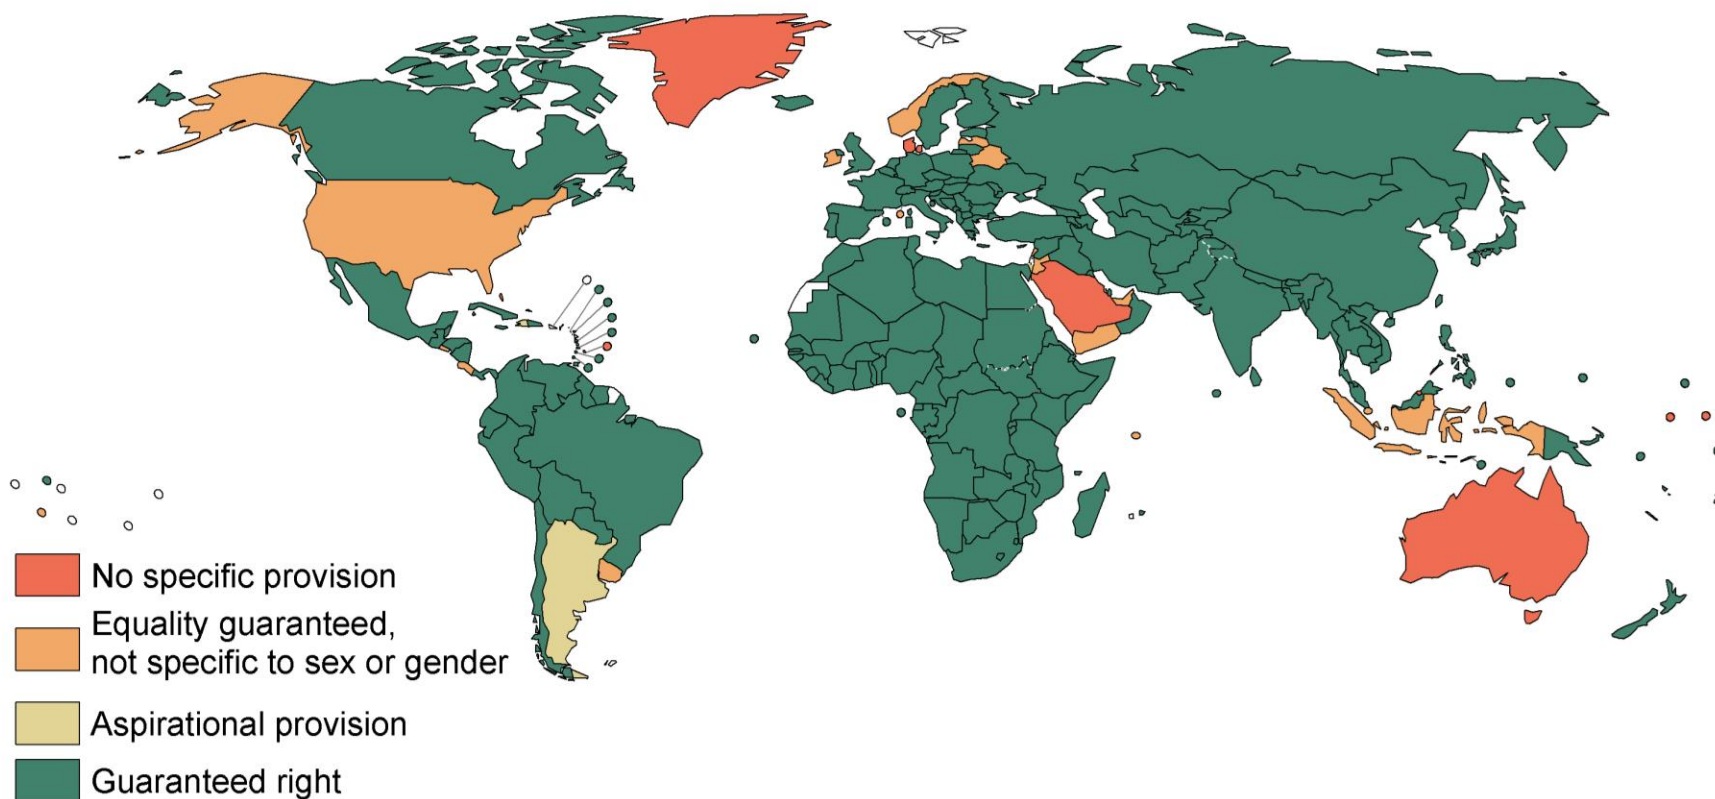 No specific provision
Equality guaranteed,
not specific to sex or gender
Aspirational provision
Guaranteed right